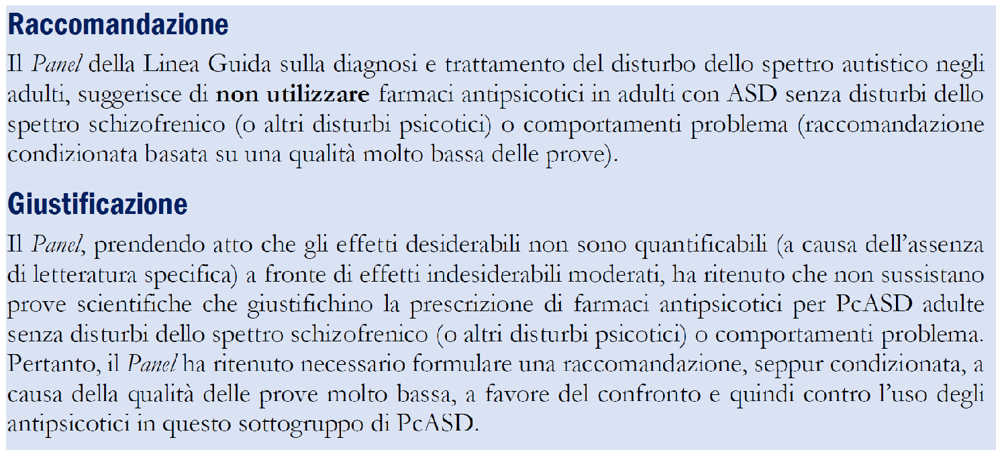 Raccomandazione
Il Panel della Linea Guida sulla diagnosi e trattamento del disturbo dello spettro autistico negli
adulti, suggerisce di non utilizzare farmaci antipsicotici in adulti con ASD senza disturbi dello
spettro schizofrenico (o altri disturbi psicotici) o comportamenti problema (raccomandazione
condizionata basata su una qualità molto bassa delle prove).
Giustificazione
Il Panel, prendendo atto che gli effetti desiderabili non sono quantificabili (a causa dell’assenza
di letteratura specifica) a fronte di effetti indesiderabili moderati, ha ritenuto che non sussistano
prove scientifiche che giustifichino la prescrizione di farmaci antipsicotici per PcASD adulte
senza disturbi dello spettro schizofrenico (o altri disturbi psicotici) o comportamenti problema.
Pertanto, il Panel ha ritenuto necessario formulare una raccomandazione, seppur condizionata, a
causa della qualità delle prove molto bassa, a favore del confronto e quindi contro l’uso degli
antipsicotici in questo sottogruppo di PcASD.